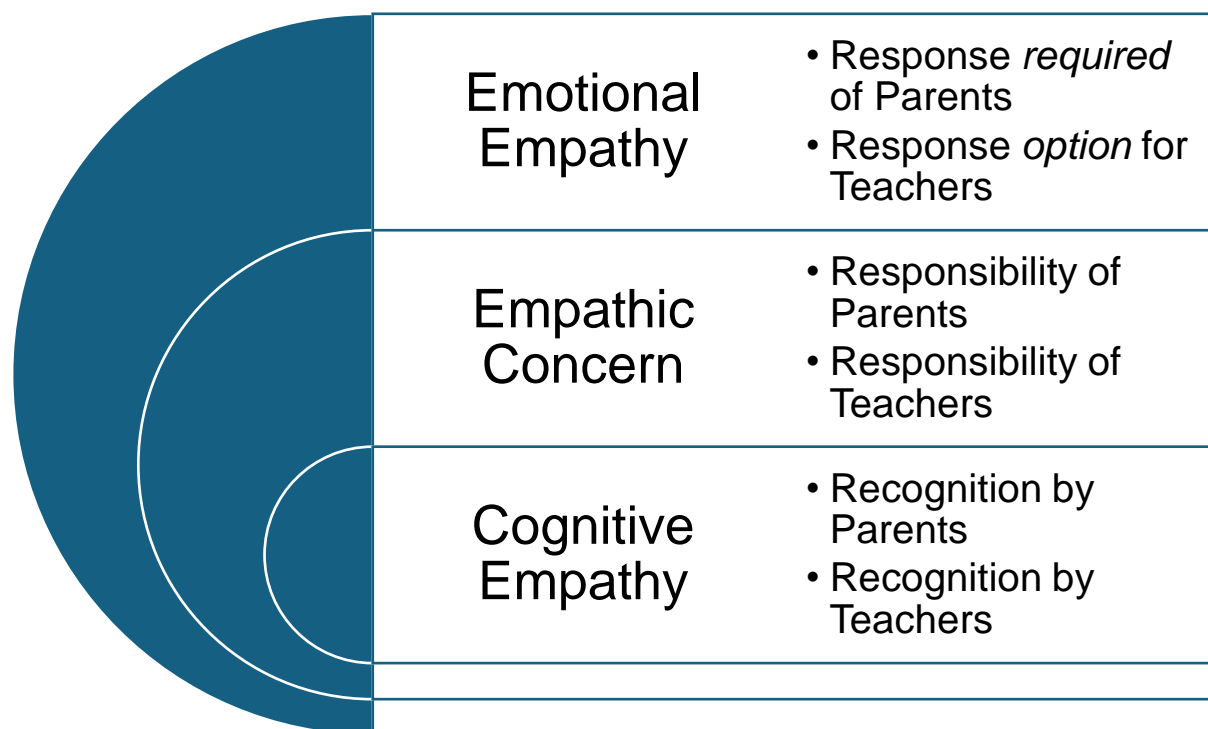 Emotional
Empathy
• Response required
of Parents
• Response option for
Teachers
Empathic
Concern
• Responsibility of
Parents
• Responsibility of
Teachers
Cognitive
Empathy
• Recognition by
Parents
• Recognition by
Teachers